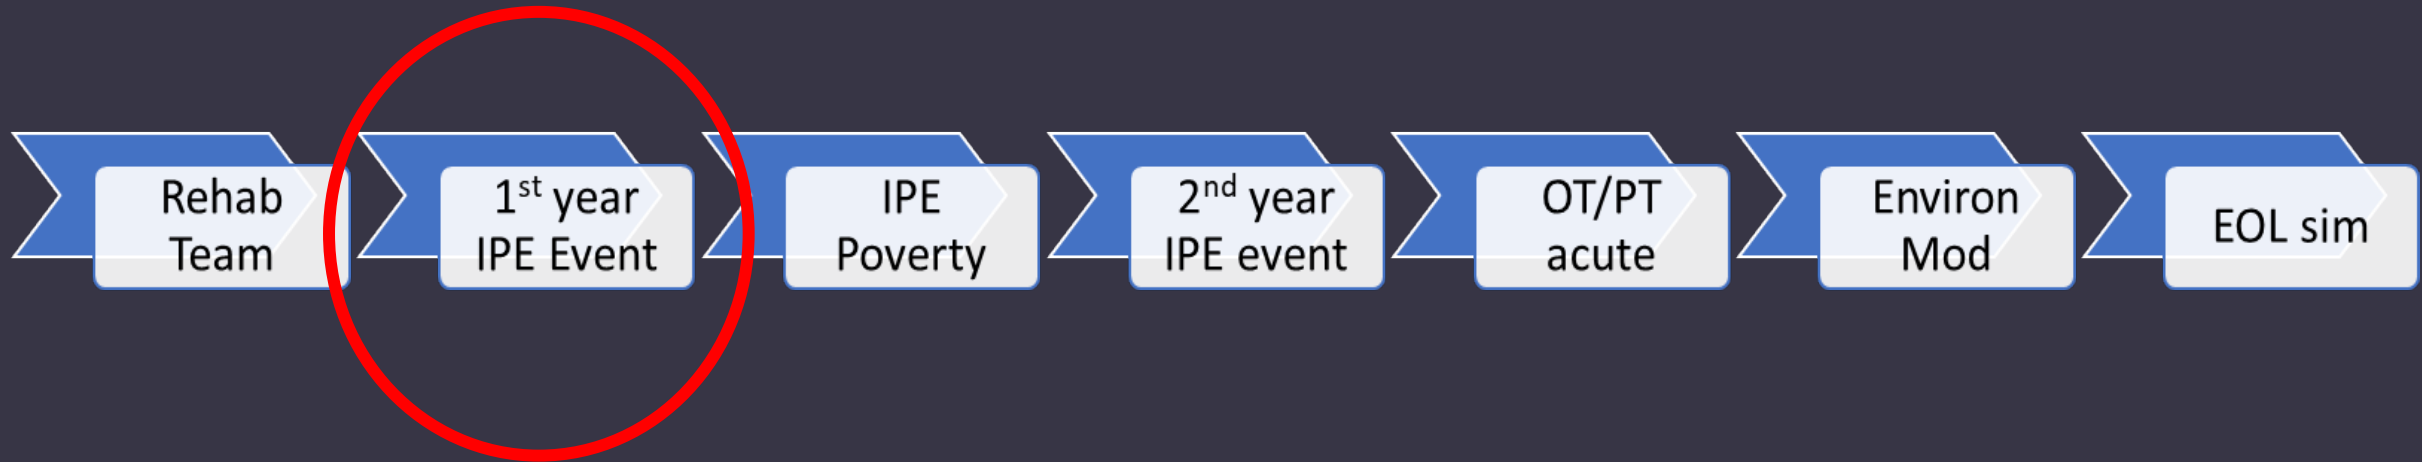 Rehab
Team
1st year
IPE Event
IPE
Poverty
2nd year
IPE event
OT/PT
acute
Environ
Mod
EOL sim